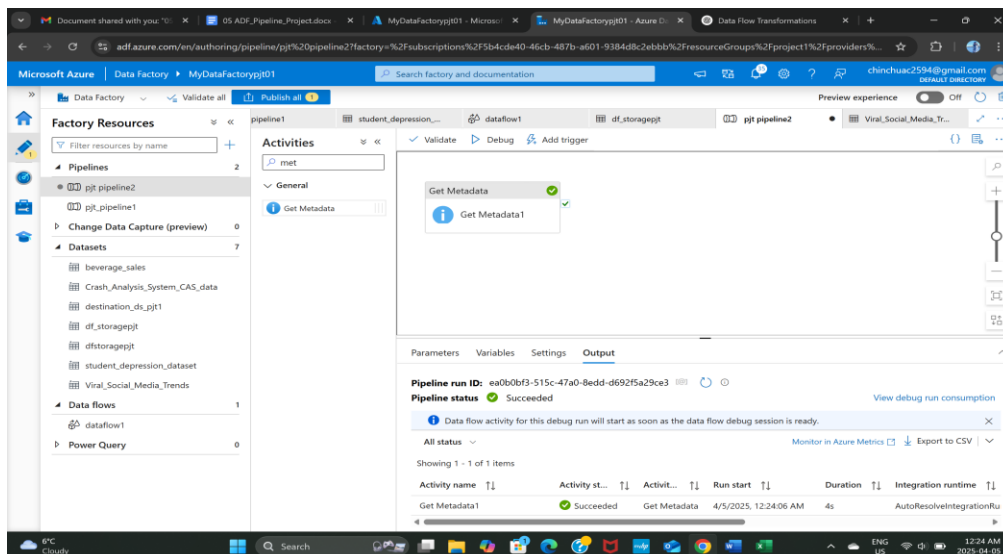 Document shared with you: "05
05 ADF_Pipeline_Project.docx
MyDataFactorypjt01 - Microsof
MyDataFactorypjt01 - Azure Da
Data Flow Transformations
adf.azure.com/en/authoring/pipeline/pjt%20pipeline2?factory=%2Fsubscriptions%2F5b4cde40-46cb-487b-a601-9384d8c2ebbb%2FresourceGroups%2Fproject1%2Fproviders%...
Microsoft Azure
Data Factory
MyDataFactorypjt01
Search factory and documentation
chinchuac2594@gmail.com
DEFAULT DIRECTORY
Data Factory
Validate all
Publish all 1
Preview experience
Off
Factory Resources
Filter resources by name
Pipelines 2
pjt pipeline2
pjt_pipeline1
Change Data Capture (preview) 0
Datasets 7
beverage_sales
Crash_Analysis_System_CAS_data
destination_ds_pjt1
df_storagepjt
dfstoragepjt
student_depression_dataset
Viral_Social_Media_Trends
Data flows 1
dataflow1
Power Query 0
pipeline1
student_depression_...
dataflow1
df_storagepjt
pjt pipeline2
Viral_Social_Media_Tr...
Activities
met
General
Get Metadata
Validate
Debug
Add trigger
Get Metadata
Get Metadata1
Parameters
Variables
Settings
Output
Pipeline run ID: ea0b0bf3-515c-47a0-8edd-d692f5a29ce3
Pipeline status Succeeded
View debug run consumption
Data flow activity for this debug run will start as soon as the data flow debug session is ready.
All status
Monitor in Azure Metrics
Export to CSV
Showing 1 - 1 of 1 items
Activity name
Activity st...
Activit...
Run start
Duration
Integration runtime
Get Metadata1
Succeeded
Get Metadata
4/5/2025, 12:24:06 AM
4s
AutoResolveIntegrationRu
6°C
Cloudy
Search
ENG
US
12:24 AM
2025-04-05